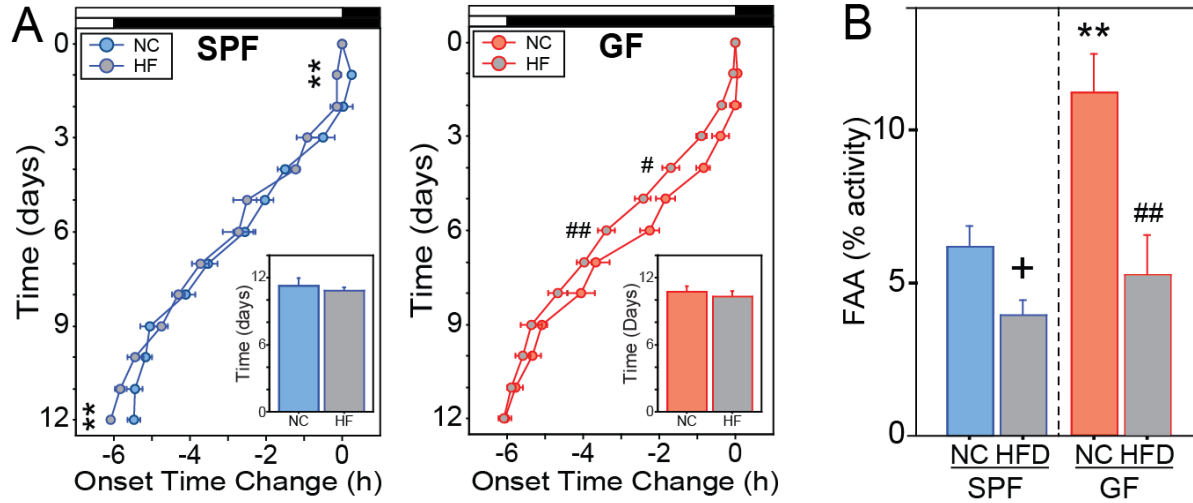 A
SPF
NC
HF
**
#
##
**
Time (days)
0
3
6
9
12
-6
-4
-2
0
Onset Time Change (h)
Time (days)
12
6
0
NC
HF
GF
NC
HF
Time (days)
0
3
6
9
12
-6
-4
-2
0
Onset Time Change (h)
Time (Days)
12
6
0
NC
HF
B
FAA (% activity)
10
5
0
**
+
##
NC HFD
SPF
NC HFD
GF